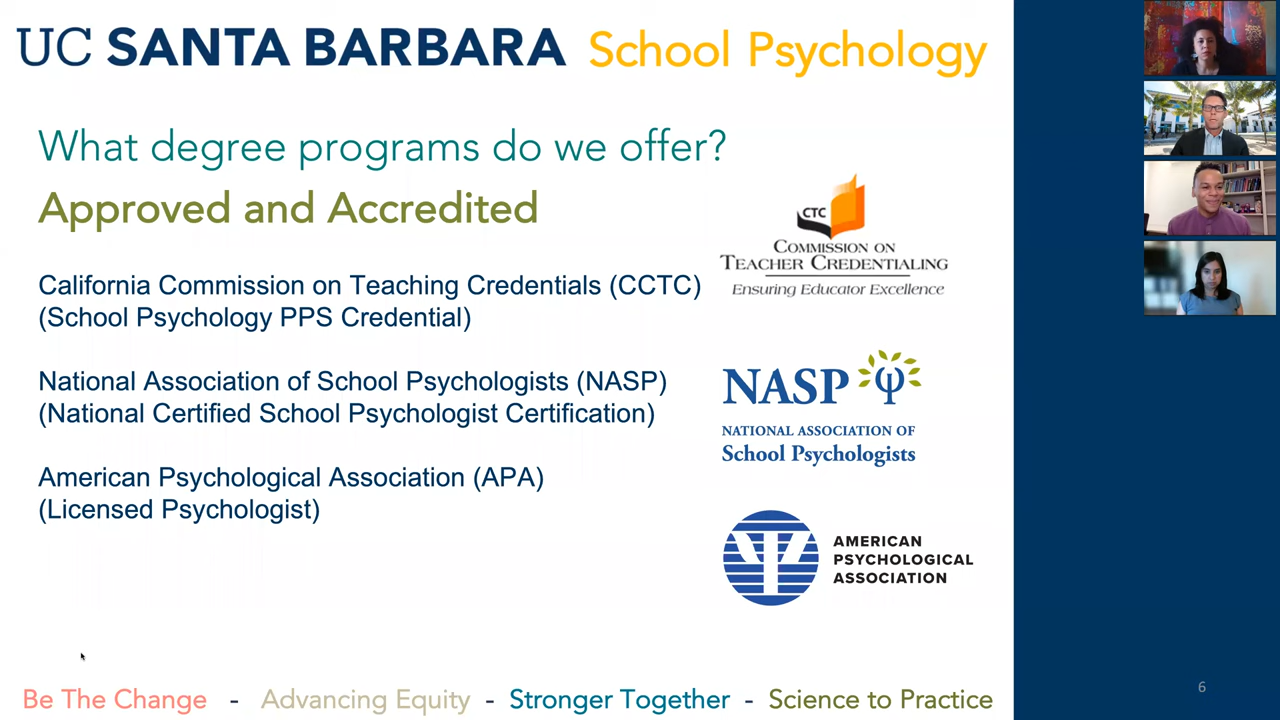 UC SANTA BARBARA School Psychology
What degree programs do we offer?
Approved and Accredited
California Commission on Teaching Credentials (CCTC)
(School Psychology PPS Credential)
National Association of School Psychologists (NASP)
(National Certified School Psychologist Certification)
American Psychological Association (APA)
(Licensed Psychologist)
CTC
COMMISSION ON
TEACHER CREDENTIALING
Ensuring Educator Excellence
NASP
NATIONAL ASSOCIATION OF
School Psychologists
AMERICAN
PSYCHOLOGICAL
ASSOCIATION
Be The Change - Advancing Equity - Stronger Together - Science to Practice
6